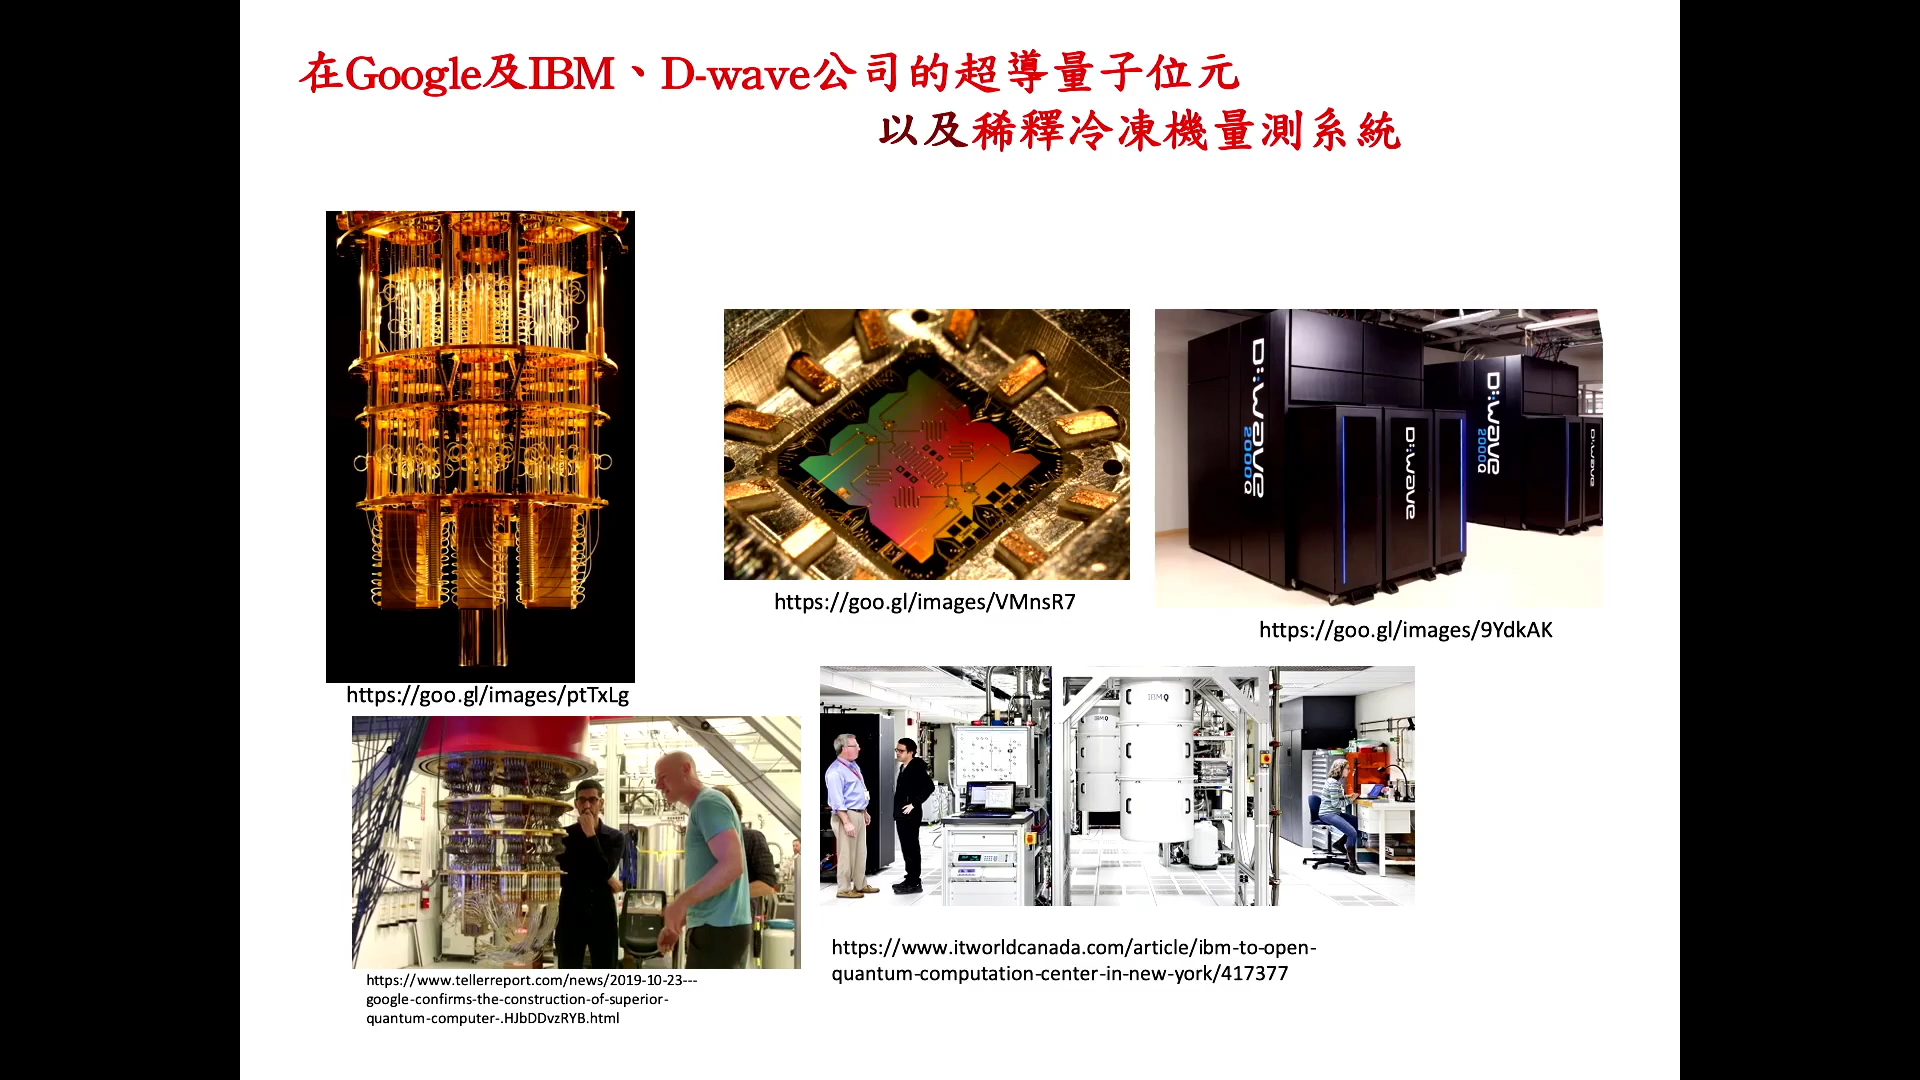 在Google及IBM、D-wave公司的超導量子位元
以及稀釋冷凍機量測系統
https://goo.gl/images/ptTxLg
https://goo.gl/images/VMnsR7
D:wave
2000Q
D:wave
D:wave
2000Q
D:wave
https://goo.gl/images/9YdkAK
IBM Q
IBM Q
https://www.tellerreport.com/news/2019-10-23---
google-confirms-the-construction-of-superior-
quantum-computer-.HJbDDvzRYB.html
https://www.itworldcanada.com/article/ibm-to-open-
quantum-computation-center-in-new-york/417377